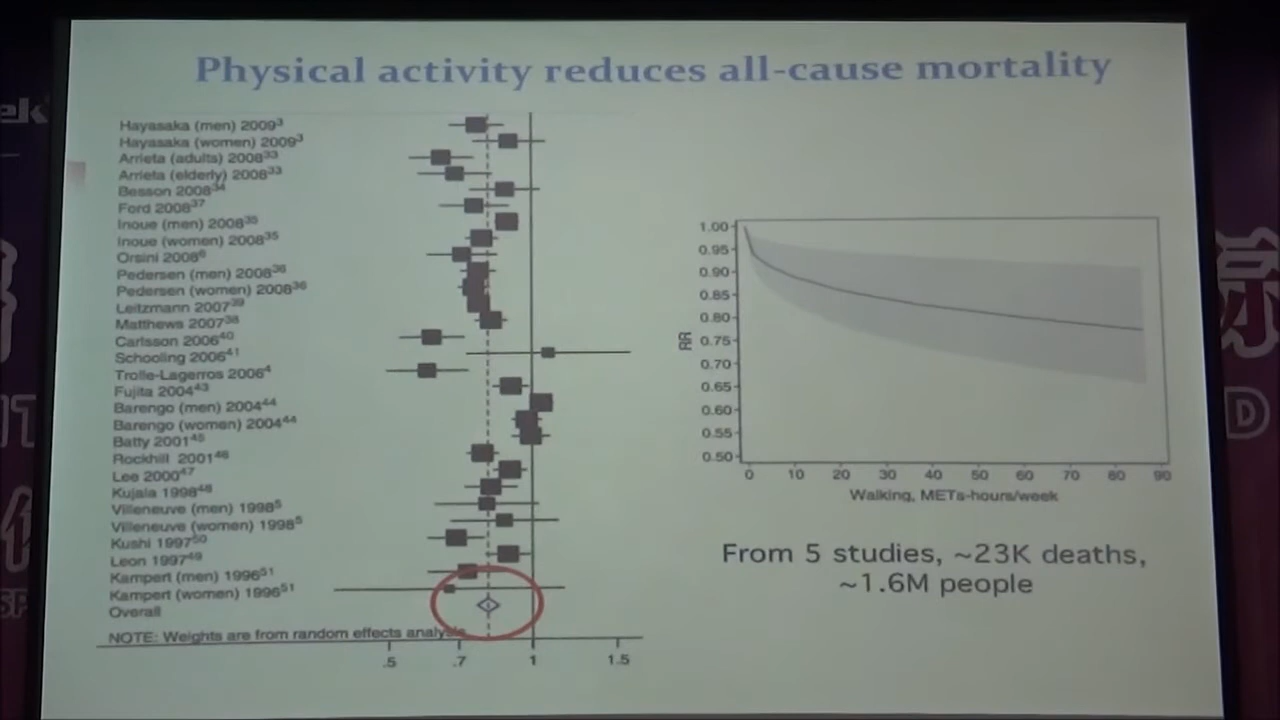 Physical activity reduces all-cause mortality
Hayasaka (men) 2009³
Hayasaka (women) 2009³
Arrieta (adults) 2008³³
Arrieta (elderly) 2008³³
Besson 2008³⁴
Ford 2008³⁷
Inoue (men) 2008³⁵
Inoue (women) 2008³⁵
Orsini 2008⁶
Pedersen (men) 2008³⁶
Pedersen (women) 2008³⁶
Leitzmann 2007³⁹
Matthews 2007³⁸
Carlsson 2006⁴⁰
Schooling 2006⁴¹
Trolle-Lagerros 2006⁴
Fujita 2004⁴³
Barengo (men) 2004⁴⁴
Barengo (women) 2004⁴⁴
Batty 2001⁴⁵
Rockhill 2001⁴⁶
Lee 2000⁴⁷
Kujala 1998⁴⁸
Villeneuve (men) 1998⁵
Villeneuve (women) 1998⁵
Kushi 1997⁵⁰
Leon 1997⁴⁹
Kampert (men) 1996⁵¹
Kampert (women) 1996⁵¹
Overall
NOTE: Weights are from random effects analysis
.5 .7 1 1.5
1.00
0.95
0.90
0.85
0.80
0.75
0.70
0.65
0.60
0.55
0.50
RR
0 10 20 30 40 50 60 70 80 90
Walking, METs-hours/week
From 5 studies, ~23K deaths,
~1.6M people
ek
D